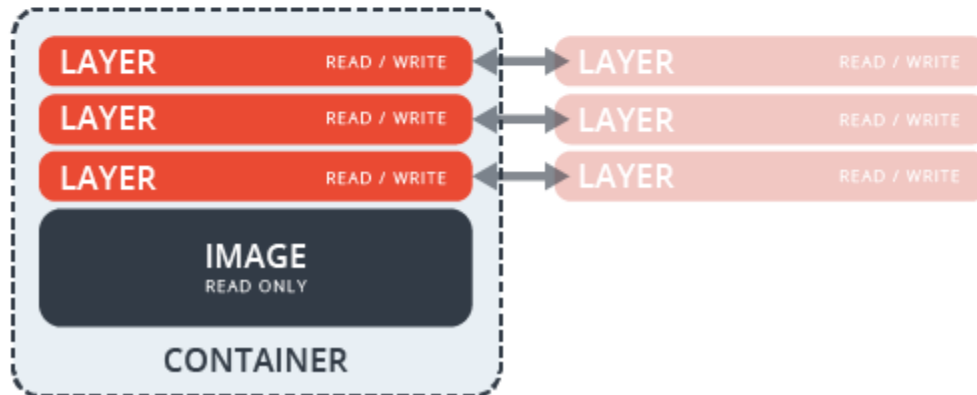 LAYER READ / WRITE LAYER READ / WRITE
LAYER READ / WRITE LAYER READ / WRITE
LAYER READ / WRITE LAYER READ / WRITE
IMAGE
READ ONLY
CONTAINER